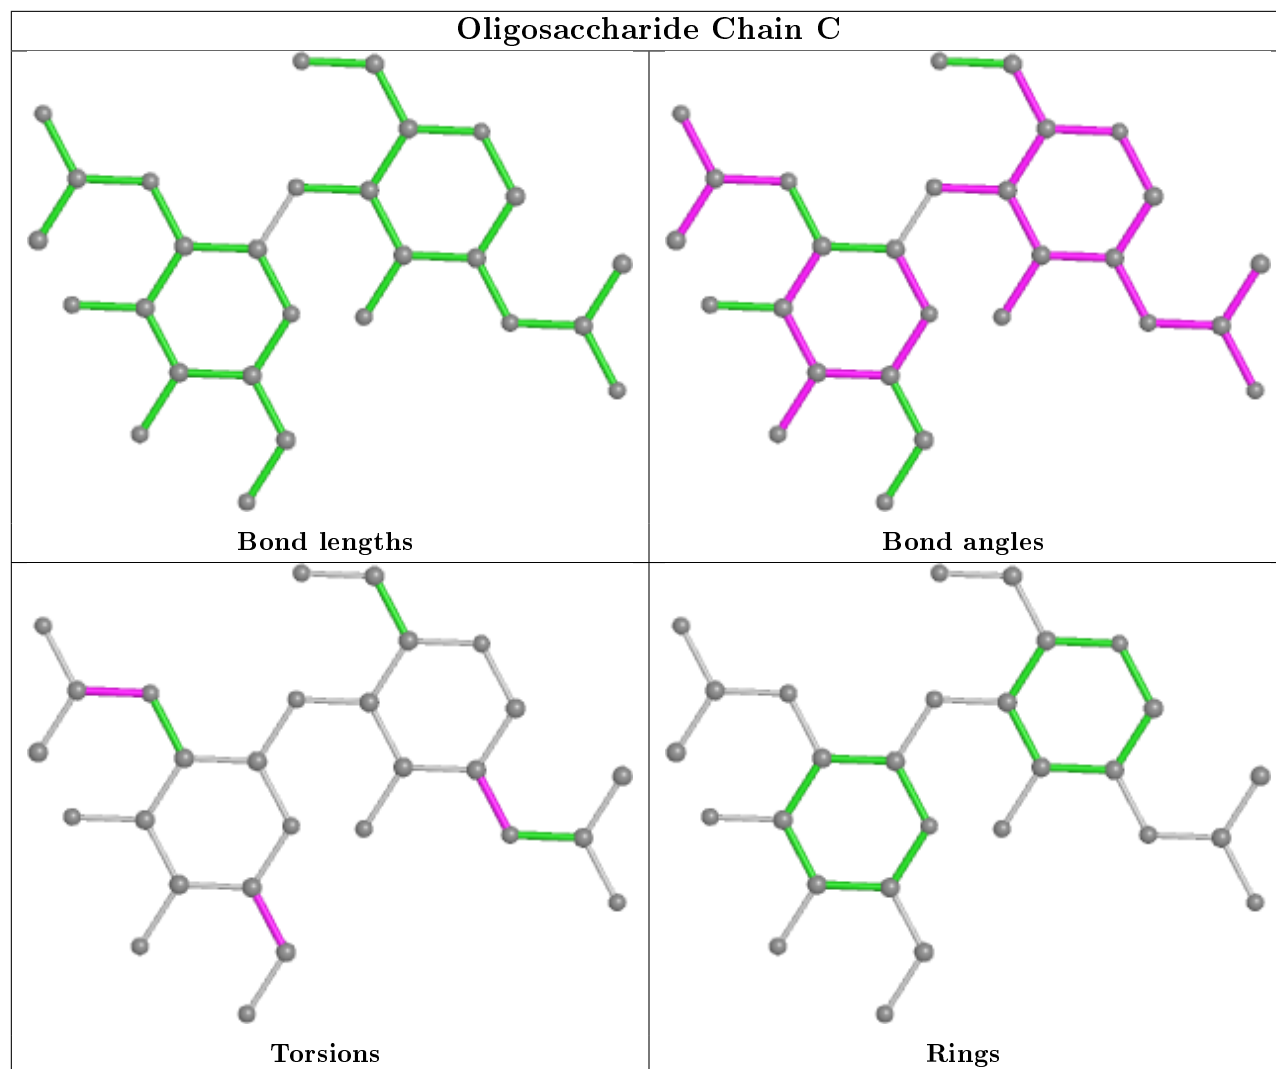 Oligosaccharide Chain C
Bond lengths
Bond angles
Torsions
Rings